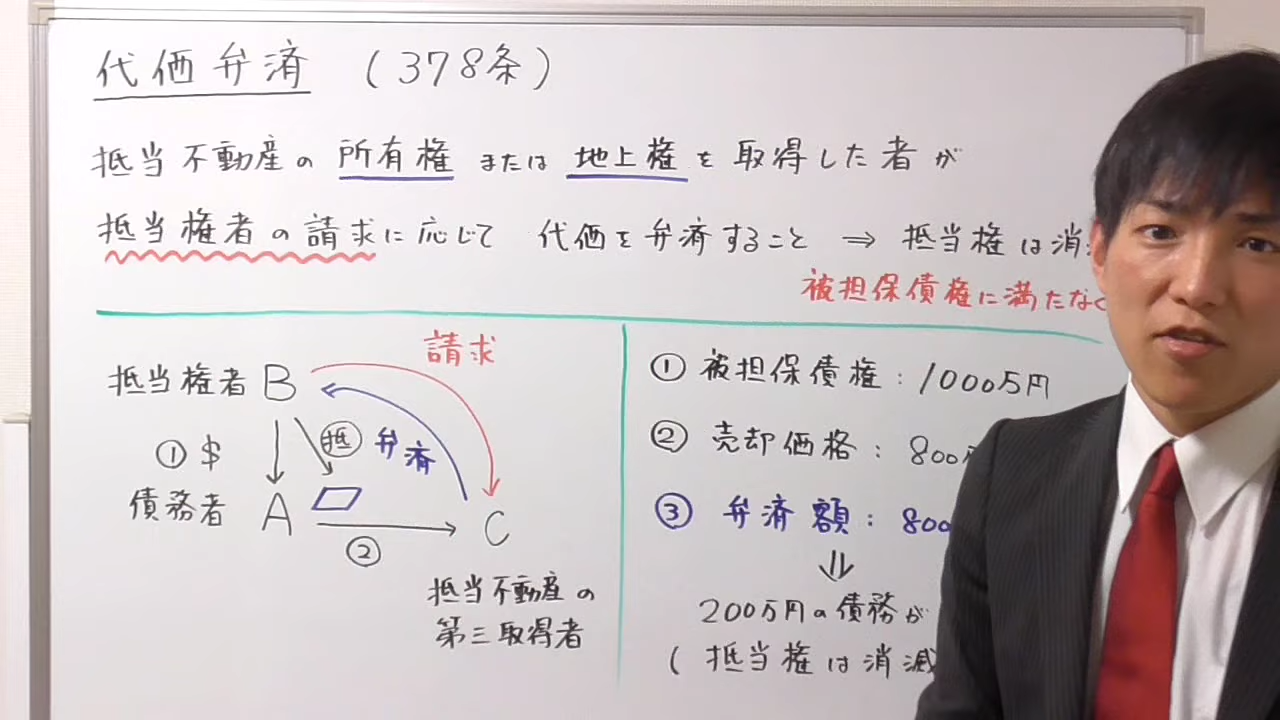 代価弁済 (378条)
抵当不動産の 所有権 または 地上権 を 取得した者が
抵当権者の請求に応じて 代価を弁済すること ⇒ 抵当権は消
被担保債権に満たなく
請求
抵当権者 B
抵
弁済
① $
債務者 A
C
②
抵当不動産の
第三取得者
① 被担保債権: 1000万円
② 売却価格: 800万
③ 弁済額: 800
⇓
200万円の債務が
( 抵当権は消滅